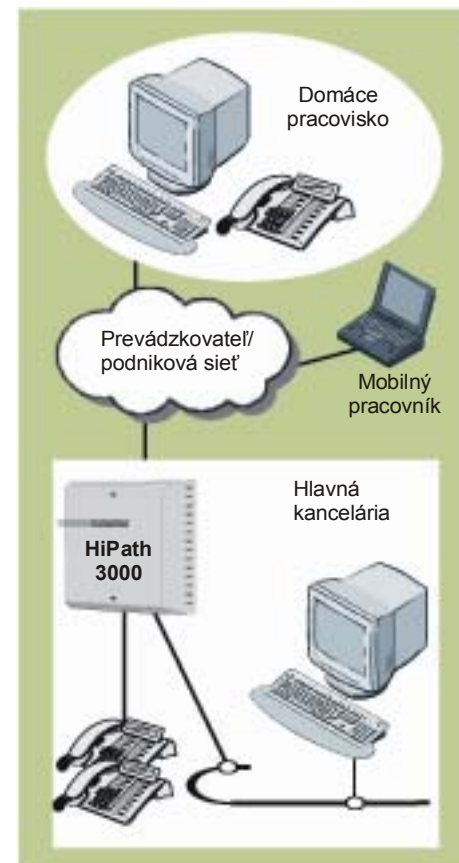 Domáce
pracovisko
Prevádzkovateľ/
podniková sieť
Mobilný
pracovník
Hlavná
kancelária
HiPath
3000